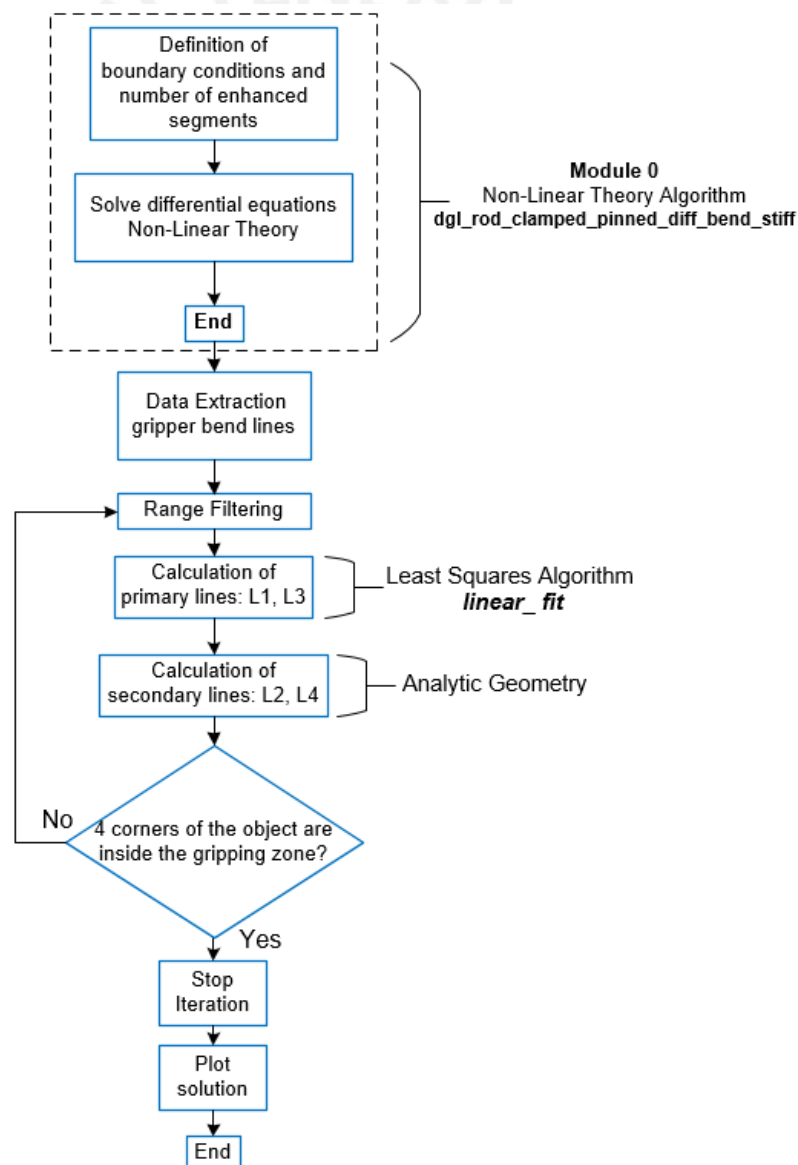 Definition of
boundary conditions and
number of enhanced
segments
Solve differential equations
Non-Linear Theory
End
Module 0
Non-Linear Theory Algorithm
dgl_rod_clamped_pinned_diff_bend_stiff
Data Extraction
gripper bend lines
Range Filtering
Calculation of
primary lines: L1, L3
Least Squares Algorithm
linear_ fit
Calculation of
secondary lines: L2, L4
Analytic Geometry
No
4 corners of the object are
inside the gripping zone?
Yes
Stop
Iteration
Plot
solution
End